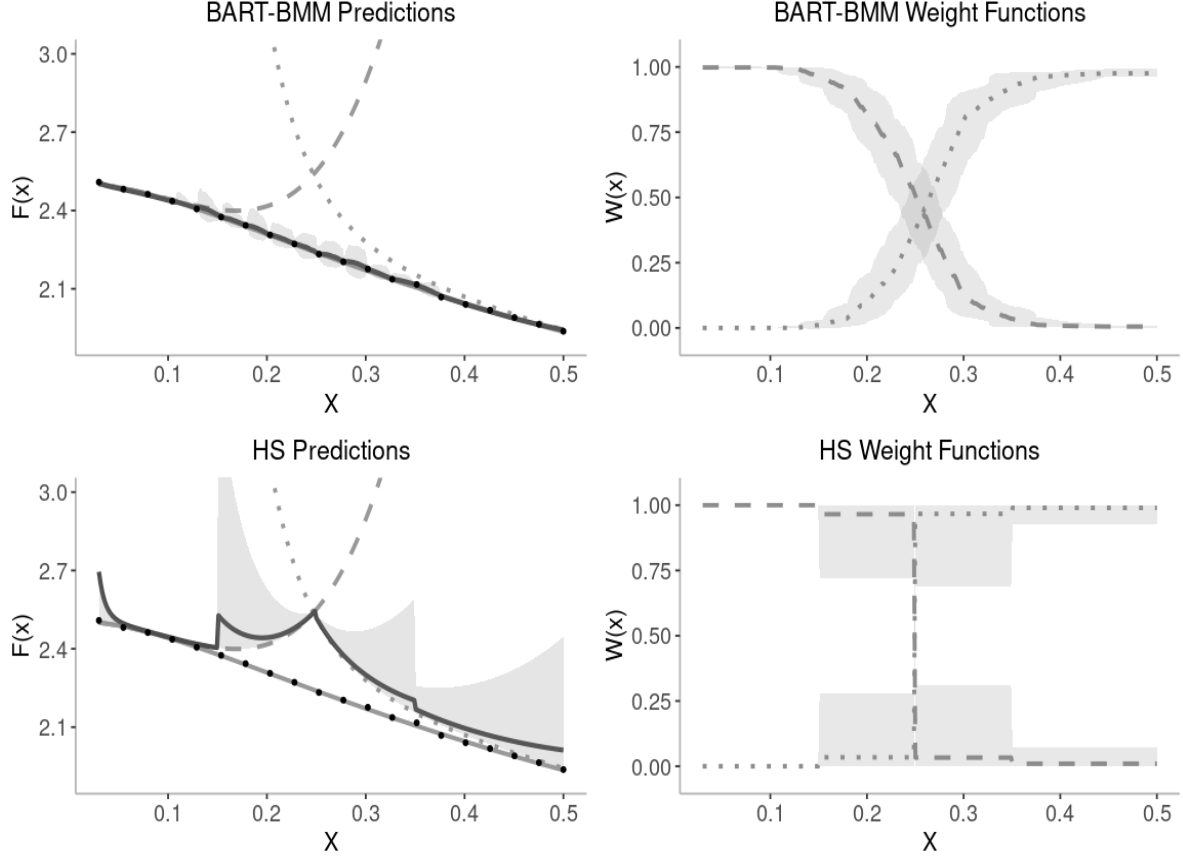 BART-BMM Predictions
3.0
2.7
2.4
2.1
F(x)
0.1 0.2 0.3 0.4 0.5
X
BART-BMM Weight Functions
1.00
0.75
0.50
0.25
0.00
W(x)
0.1 0.2 0.3 0.4 0.5
X
HS Predictions
3.0
2.7
2.4
2.1
F(x)
0.1 0.2 0.3 0.4 0.5
X
HS Weight Functions
1.00
0.75
0.50
0.25
0.00
W(x)
0.1 0.2 0.3 0.4 0.5
X